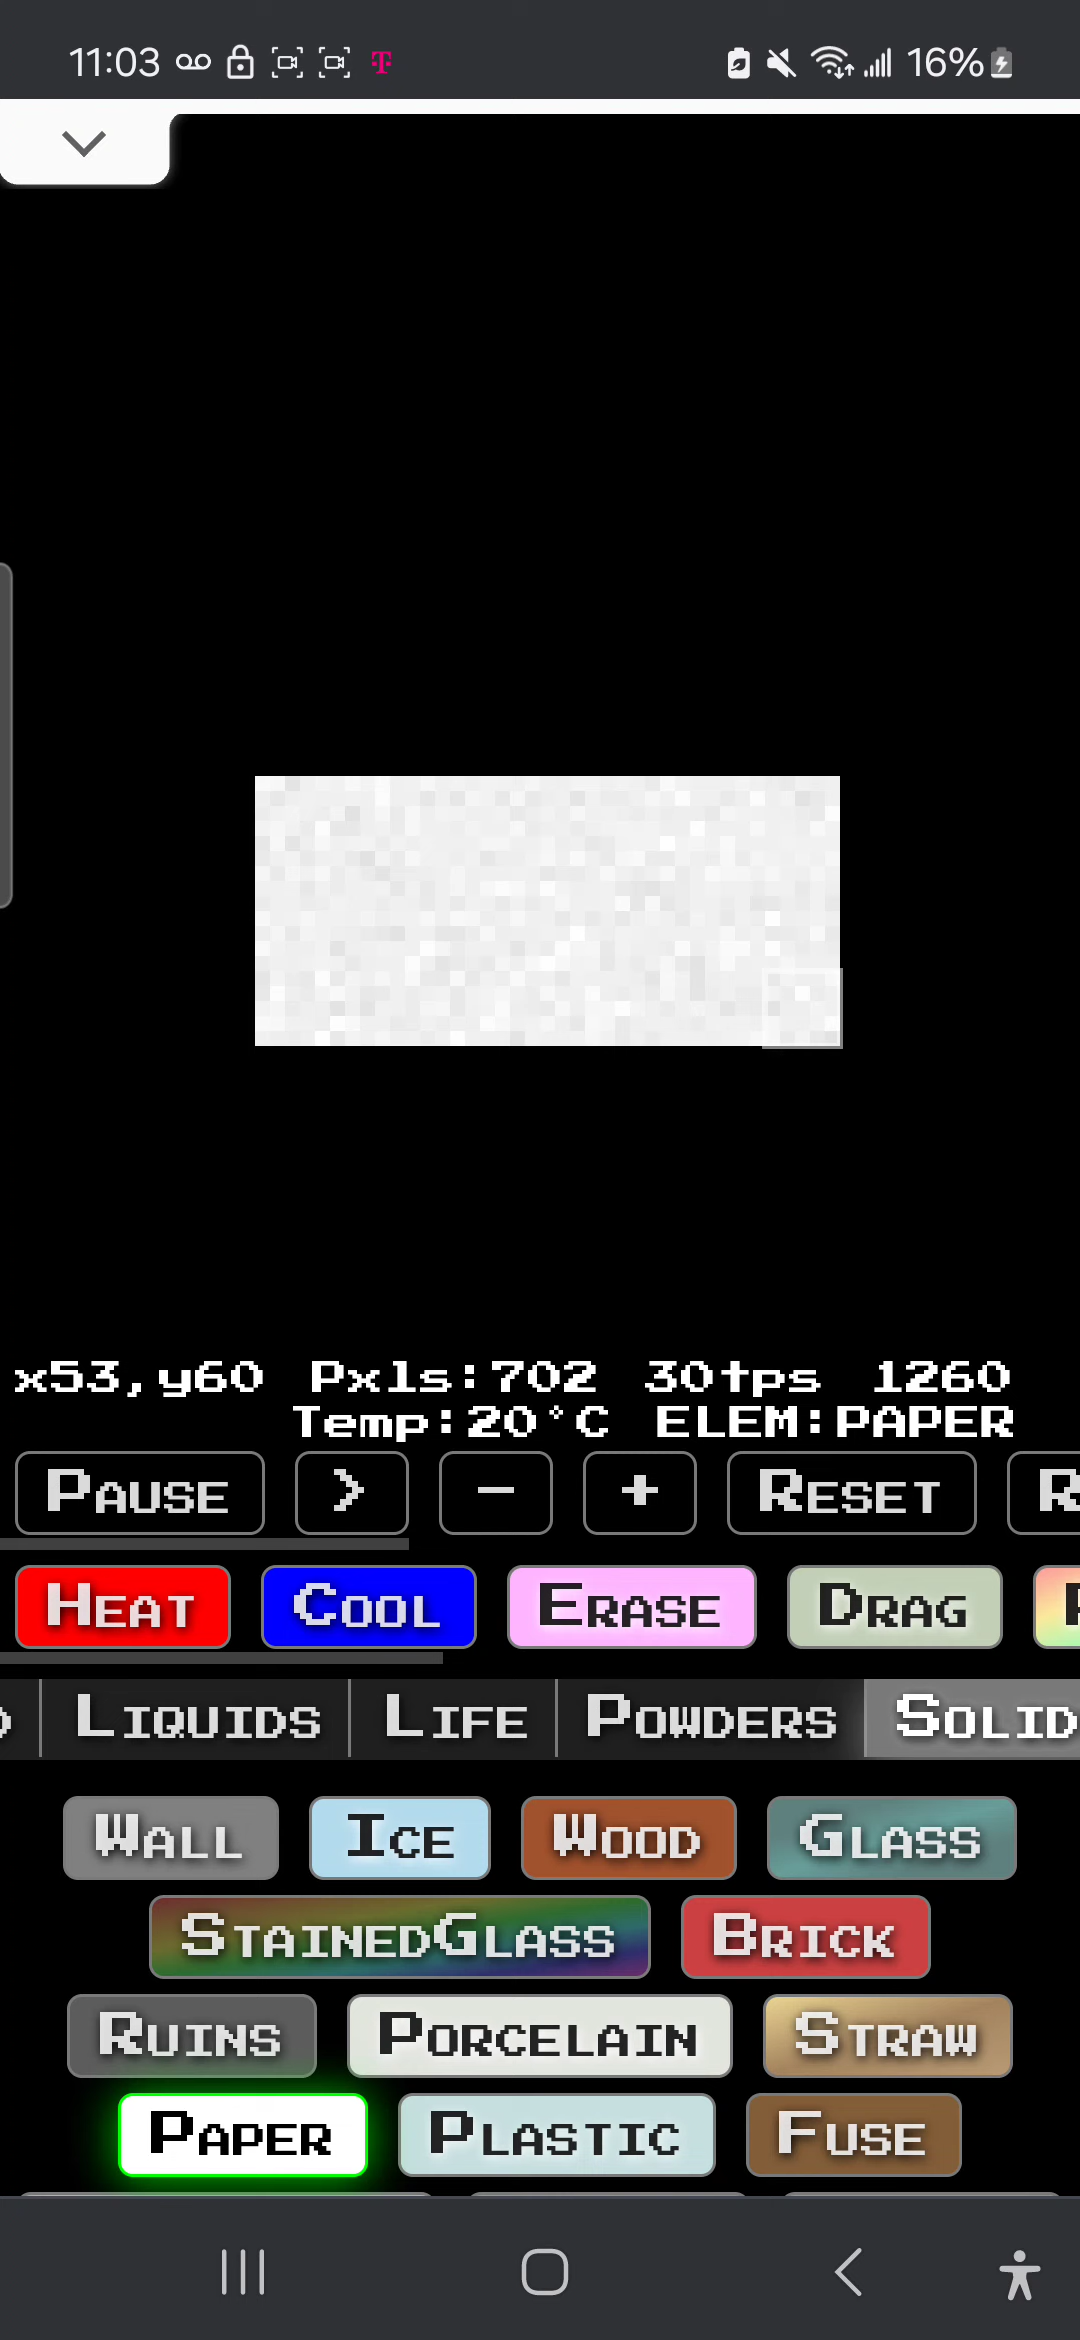 11:03 T 16%
x53,y60 Pxls:702 30tps 1260
Temp:20°C ELEM:PAPER
PAUSE > - + RESET
HEAT COOL ERASE DRAG
LIQUIDS LIFE POWDERS SOLID
WALL ICE WOOD GLASS
STAINEDGLASS BRICK
RUINS PORCELAIN STRAW
PAPER PLASTIC FUSE